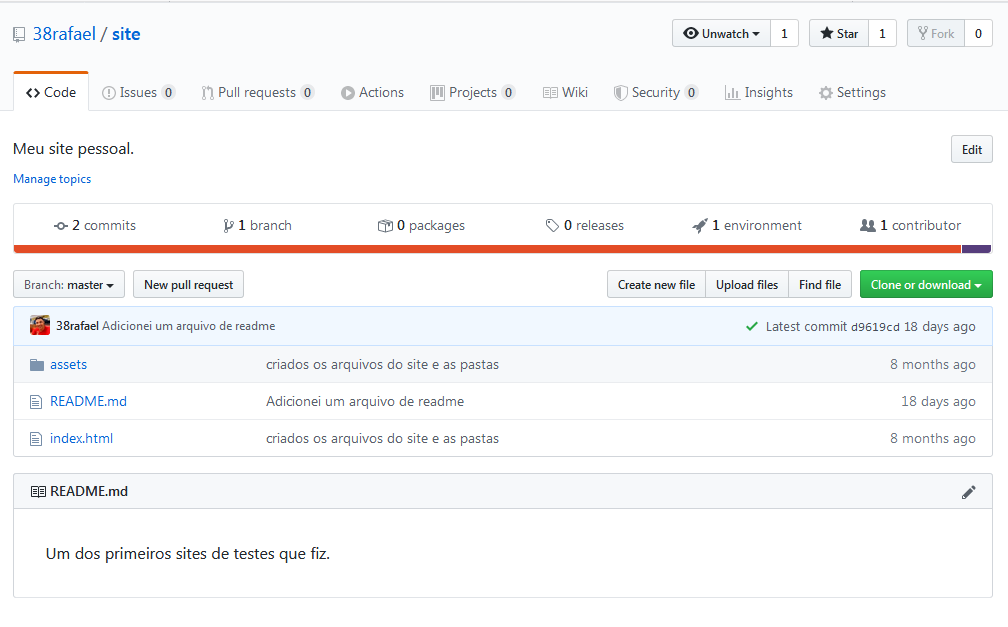 38rafael / site
Unwatch 1 Star 1 Fork 0
Code Issues 0 Pull requests 0 Actions Projects 0 Wiki Security 0 Insights Settings
Meu site pessoal.
Edit
Manage topics
2 commits 1 branch 0 packages 0 releases 1 environment 1 contributor
Branch: master New pull request Create new file Upload files Find file Clone or download
38rafael Adicionei um arquivo de readme Latest commit d9619cd 18 days ago
assets criados os arquivos do site e as pastas 8 months ago
README.md Adicionei um arquivo de readme 18 days ago
index.html criados os arquivos do site e as pastas 8 months ago
README.md
Um dos primeiros sites de testes que fiz.